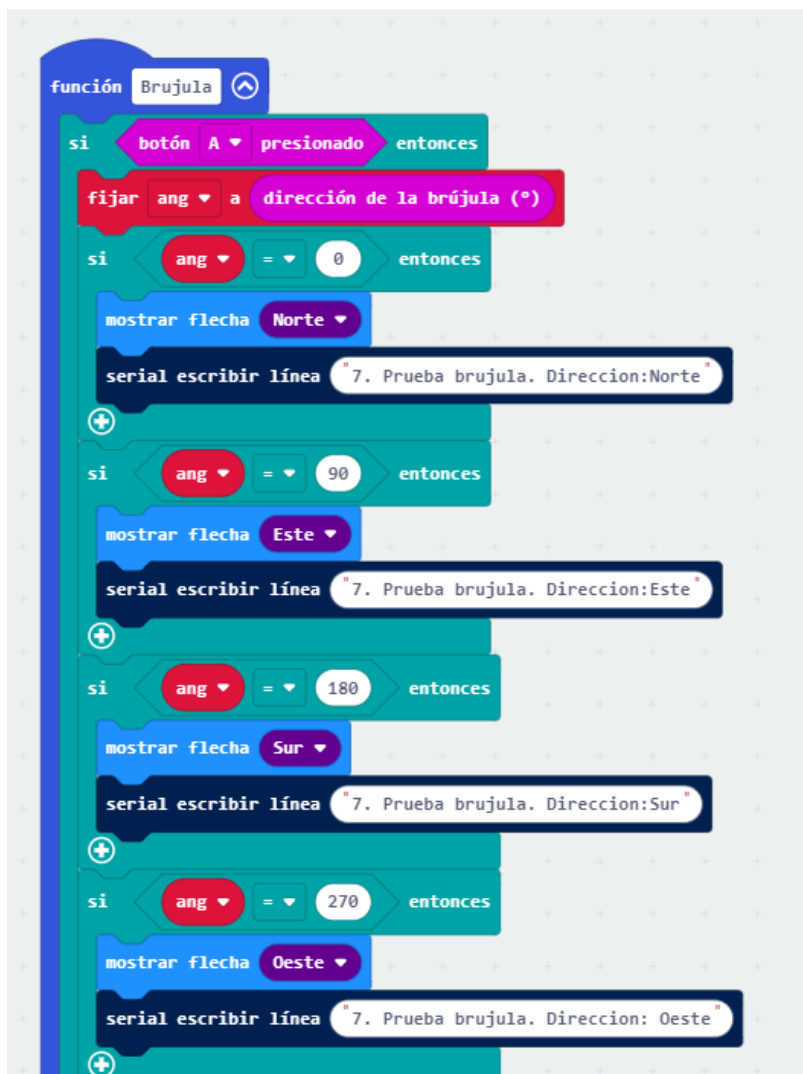 función Brujula
si botón A presionado entonces
fijar ang a dirección de la brújula (°)
si ang = 0 entonces
mostrar flecha Norte
serial escribir línea "7. Prueba brujula. Direccion:Norte"
si ang = 90 entonces
mostrar flecha Este
serial escribir línea "7. Prueba brujula. Direccion:Este"
si ang = 180 entonces
mostrar flecha Sur
serial escribir línea "7. Prueba brujula. Direccion:Sur"
si ang = 270 entonces
mostrar flecha Oeste
serial escribir línea "7. Prueba brujula. Direccion: Oeste"